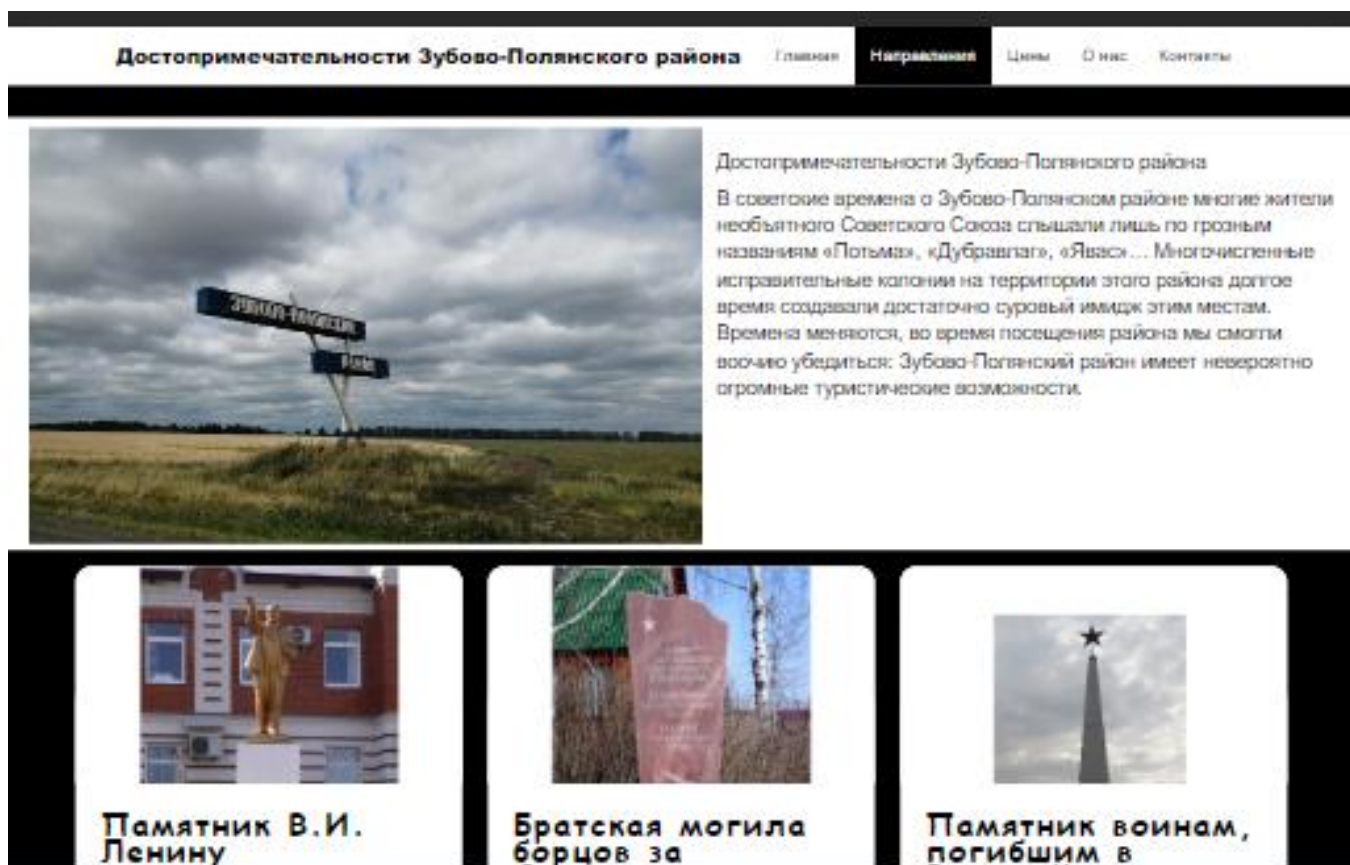 Достопримечательности Зубово-Полянского района
Главная
Направления
Цены
О нас
Контакты
Достопримечательности Зубово-Полянского района
В советские времена о Зубово-Полянском районе многие жители
необъятного Советского Союза слышали лишь по грозным
названиям «Потьма», «Дубравлаг», «Явас»… Многочисленные
исправительные колонии на территории этого района долгое
время создавали достаточно суровый имидж этим местам.
Времена меняются, во время посещения района мы смогли
воочию убедиться: Зубово-Полянский район имеет невероятно
огромные туристические возможности.
Памятник В.И.
Ленину
Братская могила
борцов за
Памятник воинам,
погибшим в